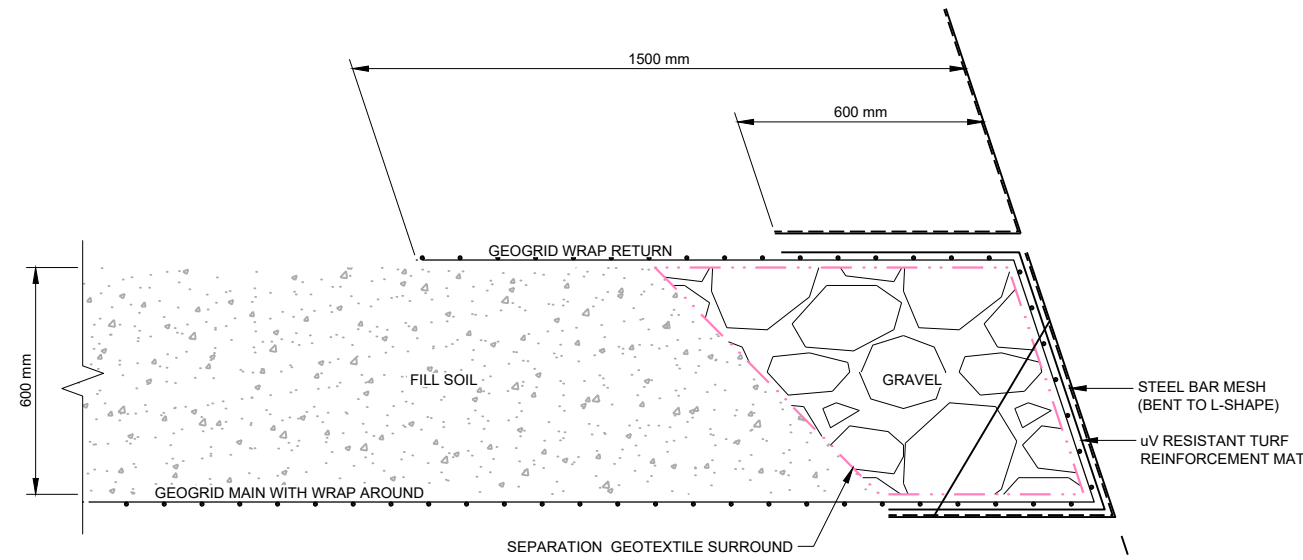 1500 mm
600 mm
GEOGRID WRAP RETURN
600 mm
FILL SOIL
GRAVEL
STEEL BAR MESH
(BENT TO L-SHAPE)
uV RESISTANT TURF
REINFORCEMENT MAT
GEOGRID MAIN WITH WRAP AROUND
SEPARATION GEOTEXTILE SURROUND